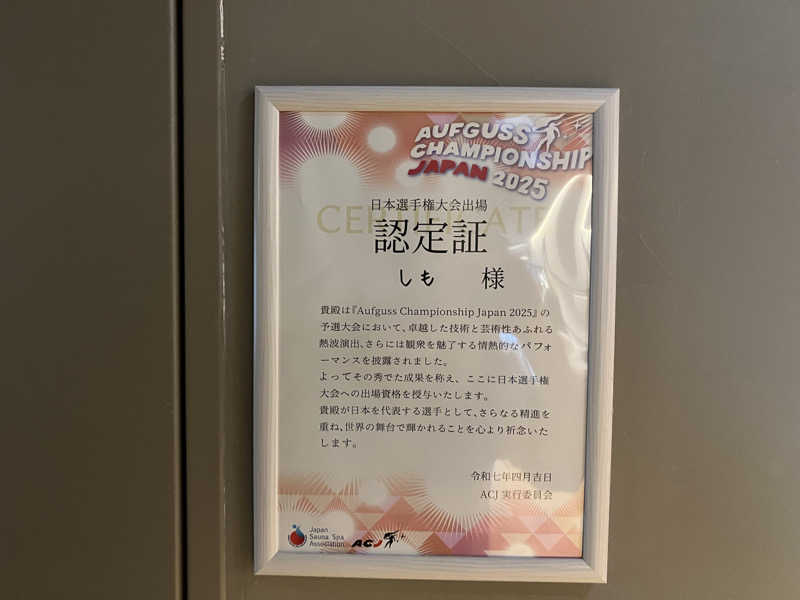 AUFGUSS
CHAMPIONSHIP
JAPAN 2025
CERTIFICATE
日本選手権大会出場
認定証
しも 様
貴殿は『Aufguss Championship Japan 2025』の
予選大会において、卓越した技術と芸術性あふれる
熱波演出、さらには観衆を魅了する情熱的なパフォ
ーマンスを披露されました。
よってその秀でた成果を称え、ここに日本選手権
大会への出場資格を授与いたします。
貴殿が日本を代表する選手として、さらなる精進を
重ね、世界の舞台で輝かれることを心より祈念いた
します。
令和七年四月吉日
ACJ 実行委員会
Japan
Sauna Spa
Association
ACJ